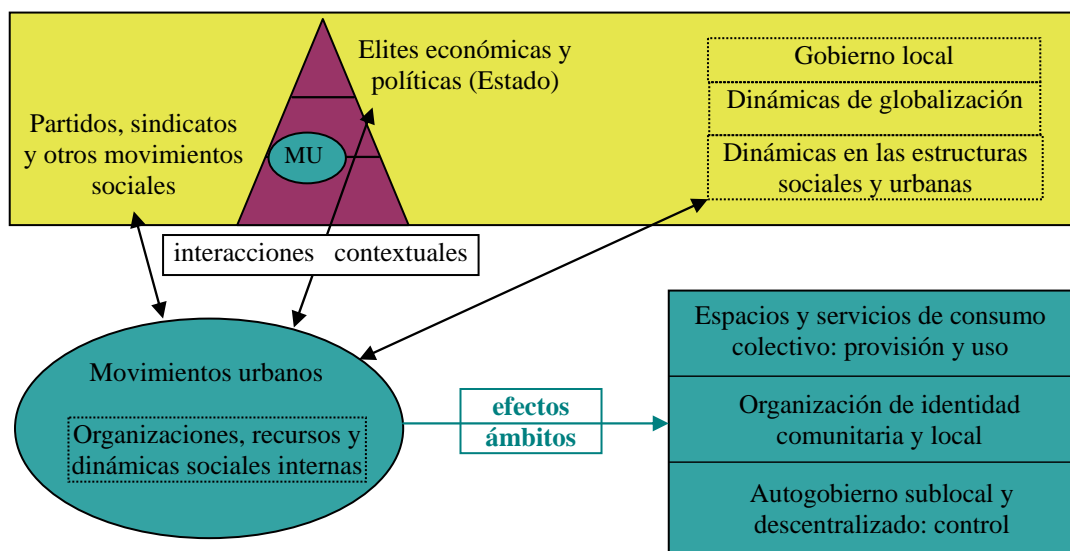 Elites económicas y
políticas (Estado)
Partidos, sindicatos
y otros movimientos
sociales
MU
Gobierno local
Dinámicas de globalización
Dinámicas en las estructuras
sociales y urbanas
interacciones contextuales
Movimientos urbanos
Organizaciones, recursos y
dinámicas sociales internas
efectos
ámbitos
Espacios y servicios de consumo
colectivo: provisión y uso
Organización de identidad
comunitaria y local
Autogobierno sublocal y
descentralizado: control